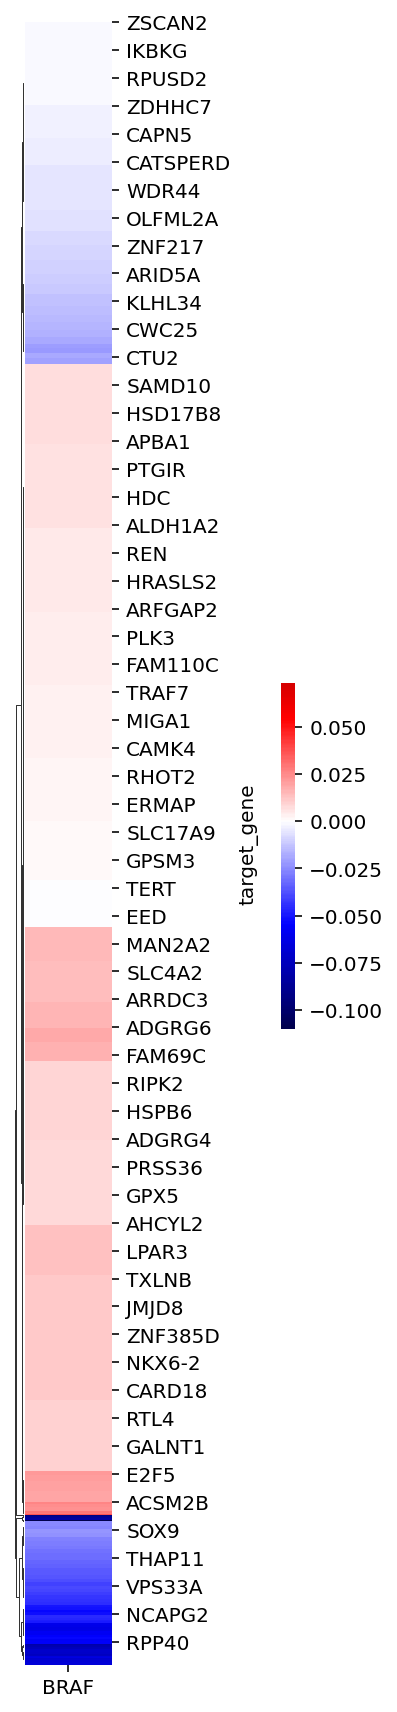 ZSCAN2
IKBKG
RPUSD2
ZDHHC7
CAPN5
CATSPERD
WDR44
OLFML2A
ZNF217
ARID5A
KLHL34
CWC25
CTU2
SAMD10
HSD17B8
APBA1
PTGIR
HDC
ALDH1A2
REN
HRASLS2
ARFGAP2
PLK3
FAM110C
TRAF7
MIGA1
CAMK4
RHOT2
ERMAP
SLC17A9
GPSM3
TERT
EED
MAN2A2
SLC4A2
ARRDC3
ADGRG6
FAM69C
RIPK2
HSPB6
ADGRG4
PRSS36
GPX5
AHCYL2
LPAR3
TXLNB
JMJD8
ZNF385D
NKX6-2
CARD18
RTL4
GALNT1
E2F5
ACSM2B
SOX9
THAP11
VPS33A
NCAPG2
RPP40
BRAF
target_gene
0.050
0.025
0.000
−0.025
−0.050
−0.075
−0.100